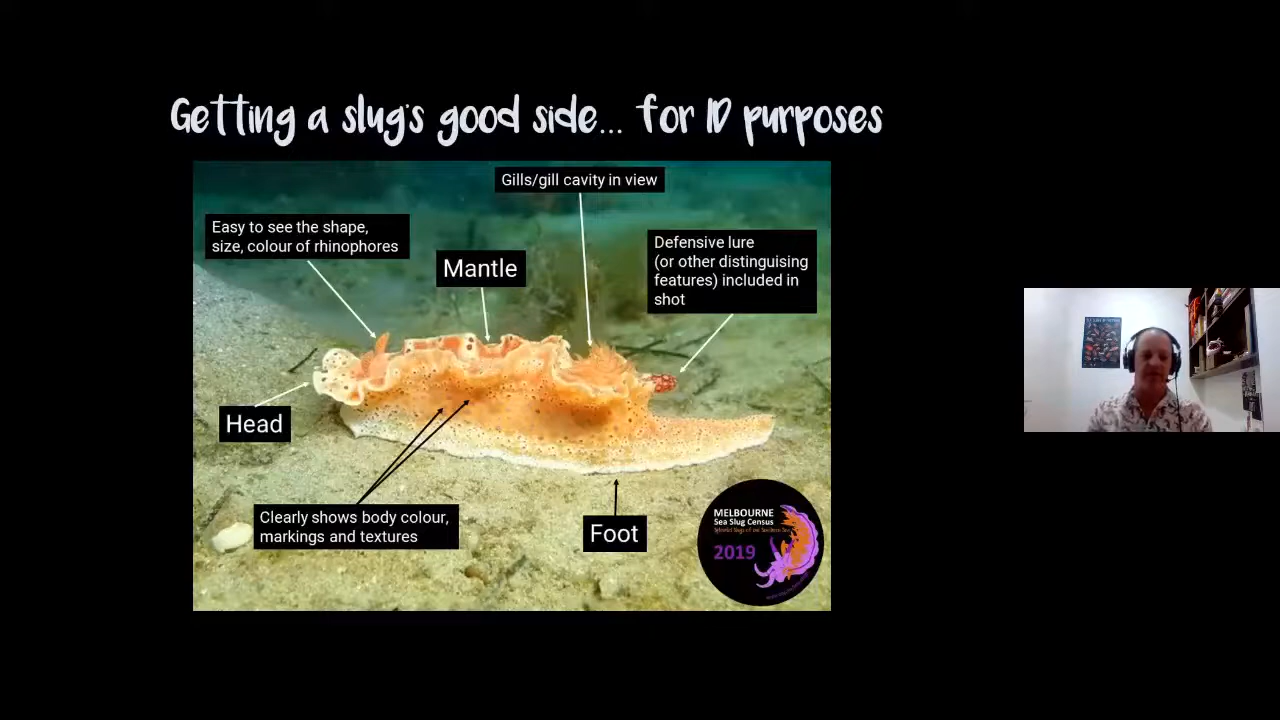 Getting a slug's good side... for ID purposes
Gills/gill cavity in view
Easy to see the shape,
size, colour of rhinophores
Mantle
Defensive lure
(or other distinguising
features) included in
shot
Head
Clearly shows body colour,
markings and textures
Foot
MELBOURNE
Sea Slug Census
2019